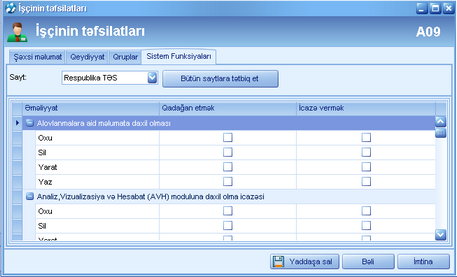 İşçinin təfsilatları
İşçinin təfsilatları A09
Şəxsi məlumat Qeydiyyat Qruplar Sistem Funksiyaları
Sayt: Respublika TƏS Bütün saytlara tətbiq et
Əməliyyat Qadağan etmək İcazə vermək
Alovlanmalara aid məlumata daxil olması
Oxu
Sil
Yarat
Yaz
Analiz,Vizualizasiya və Hesabat (AVH) moduluna daxil olma icazəsi
Oxu
Sil
Yarat
Yaddaşa sal Bəli İmtina